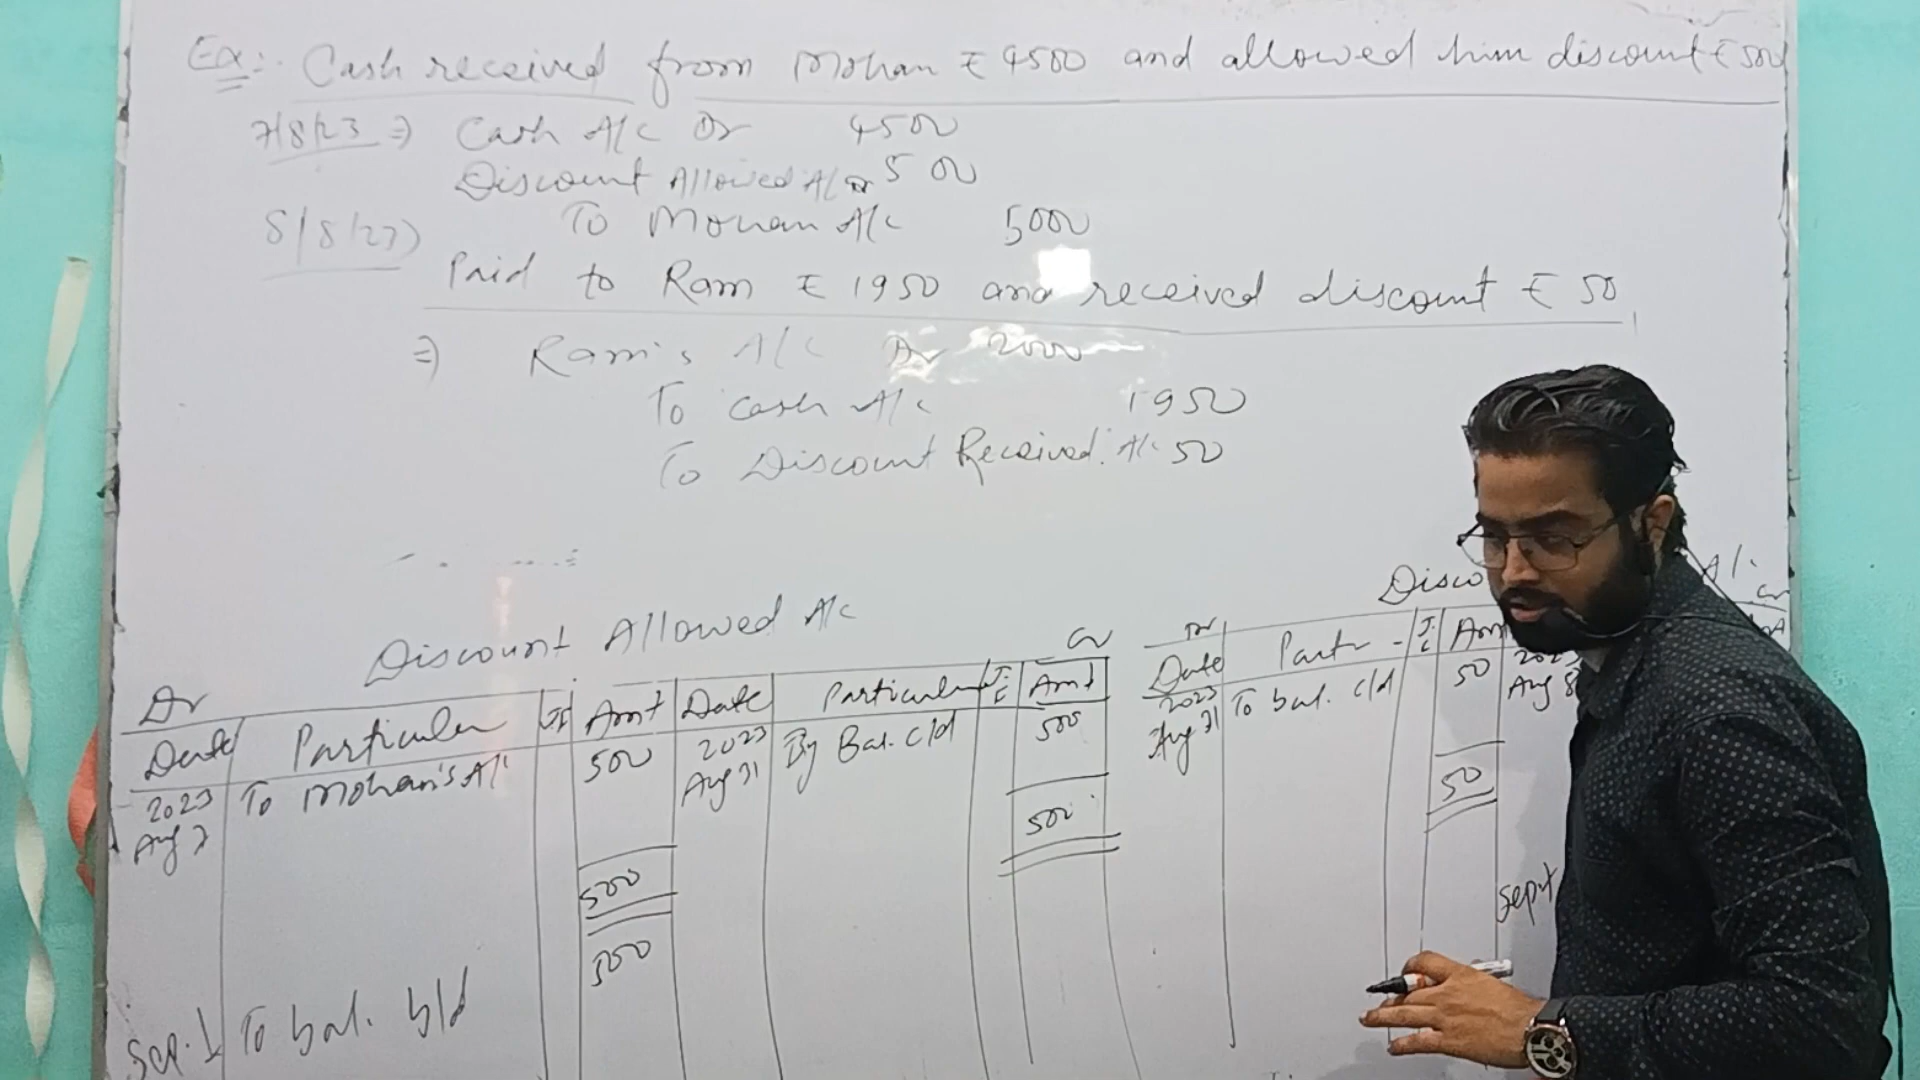 Ex:. Cash received from Mohan ₹ 4500 and allowed him discount ₹ 500
7/8/23 ⇒ Cash A/c Dr 4500
Discount Allowed A/c Dr 500
To Mohan A/c 5000
8/8/23)
Paid to Ram ₹ 1950 and received discount ₹ 50
⇒ Ram's A/c Dr 2000
To Cash A/c 1950
To Discount Received A/c 50
Discount Allowed A/c
Dr Cr
Date Particular J.F Amt Date Particular J.F Amt
2023 Aug 7 To Mohan's A/c 500 2023 Aug 31 By Bal. c/d 500
500 500
Sep. 1 To bal. b/d 500
Disco A/c
Dr Cr
Date Partr - J.F Am
2023 Aug 31 To bal. c/d 50 2023 Aug 8
50
Sept